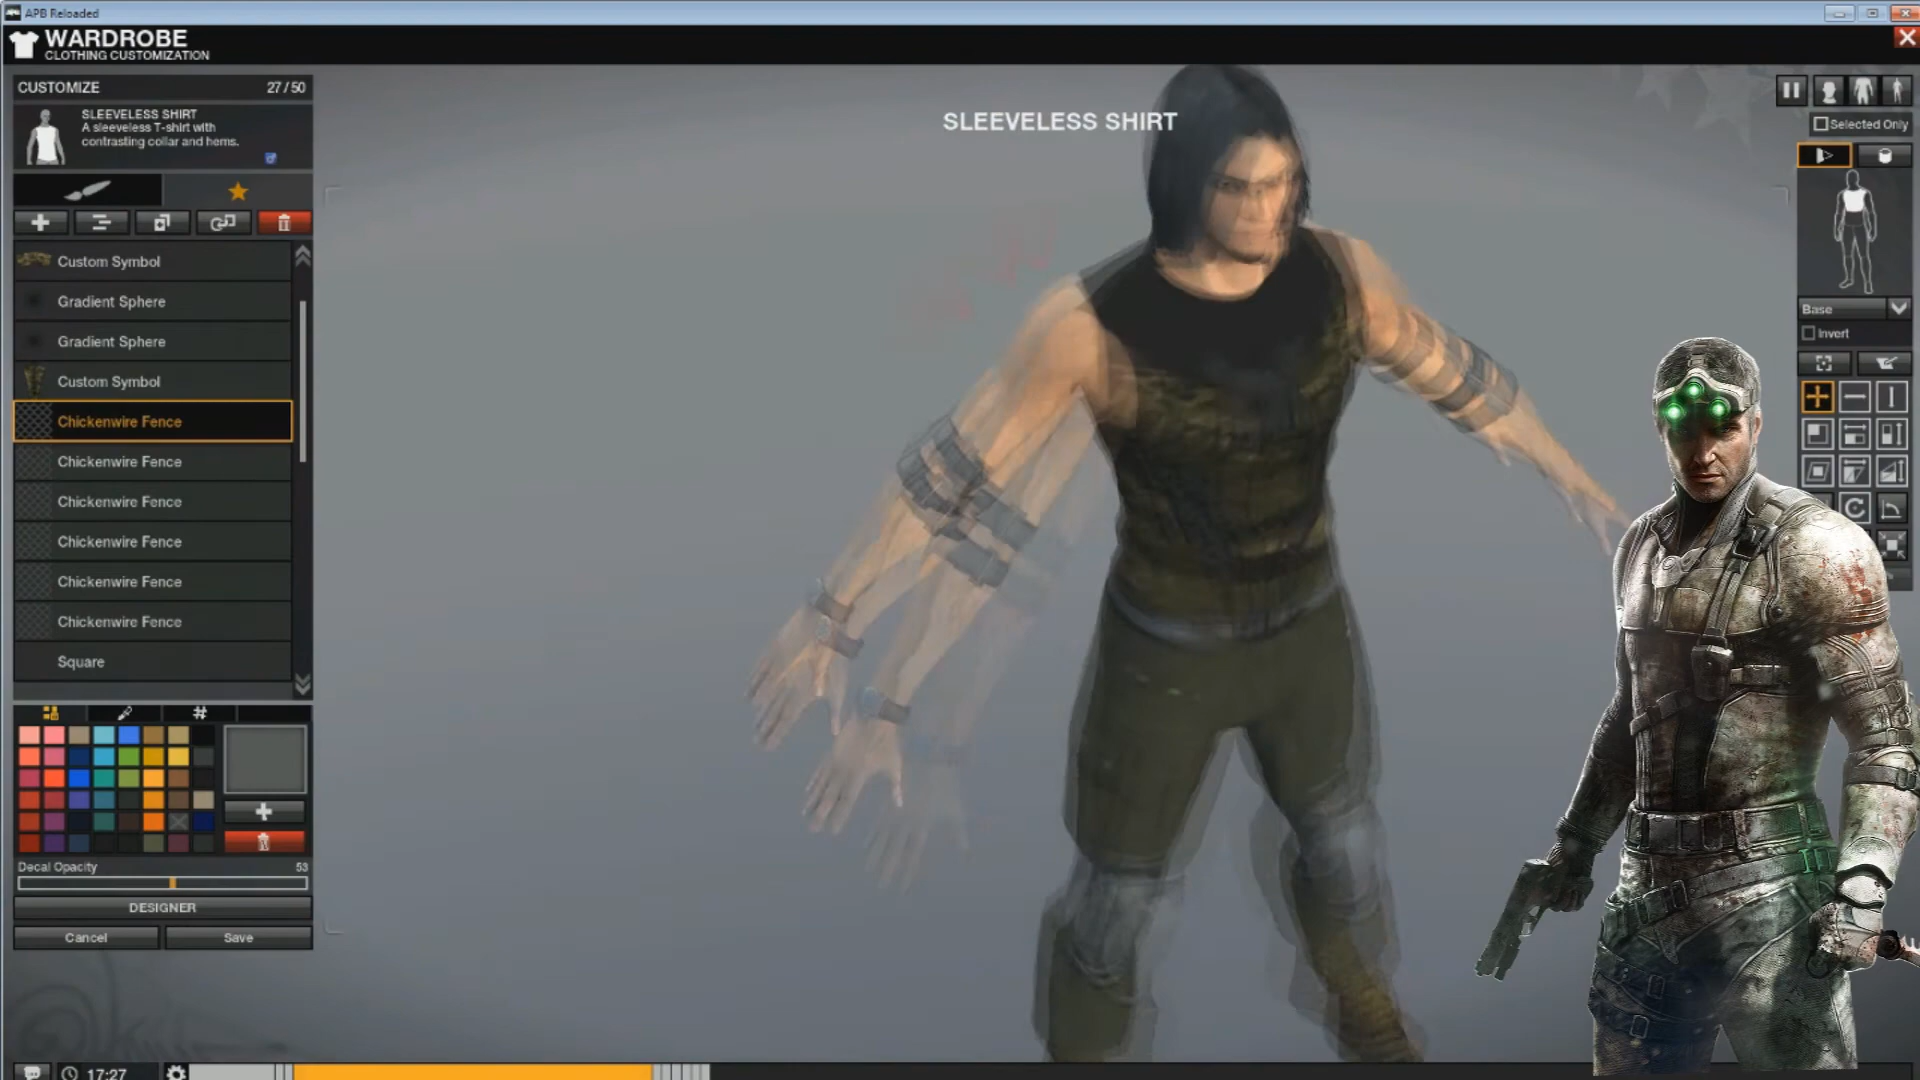 APB Reloaded
WARDROBE
CLOTHING CUSTOMIZATION
CUSTOMIZE 27/50
SLEEVELESS SHIRT
A sleeveless T-shirt with
contrasting collar and hems.
SLEEVELESS SHIRT
Selected Only
Custom Symbol
Gradient Sphere
Gradient Sphere
Custom Symbol
Chickenwire Fence
Chickenwire Fence
Chickenwire Fence
Chickenwire Fence
Chickenwire Fence
Chickenwire Fence
Square
Base
Invert
#
Decal Opacity 53
DESIGNER
Cancel Save
17:27